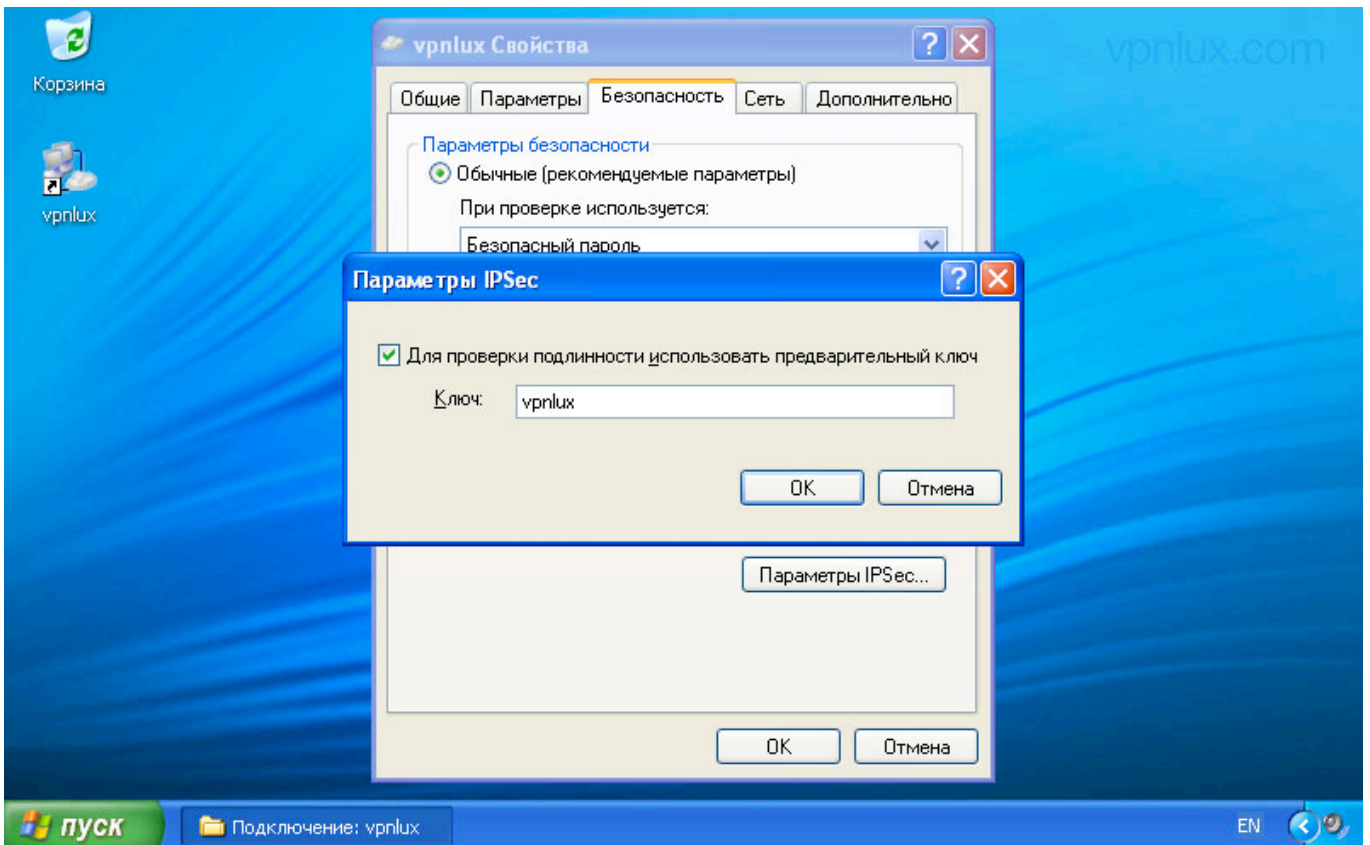 Корзина
vpnlux
vpnlux.com
vpnlux Свойства
Общие Параметры Безопасность Сеть Дополнительно
Параметры безопасности
Обычные (рекомендуемые параметры)
При проверке используется:
Безопасный пароль
Параметры IPSec
Для проверки подлинности использовать предварительный ключ
Ключ: vpnlux
OK Отмена
Параметры IPSec...
OK Отмена
пуск Подключение: vpnlux EN